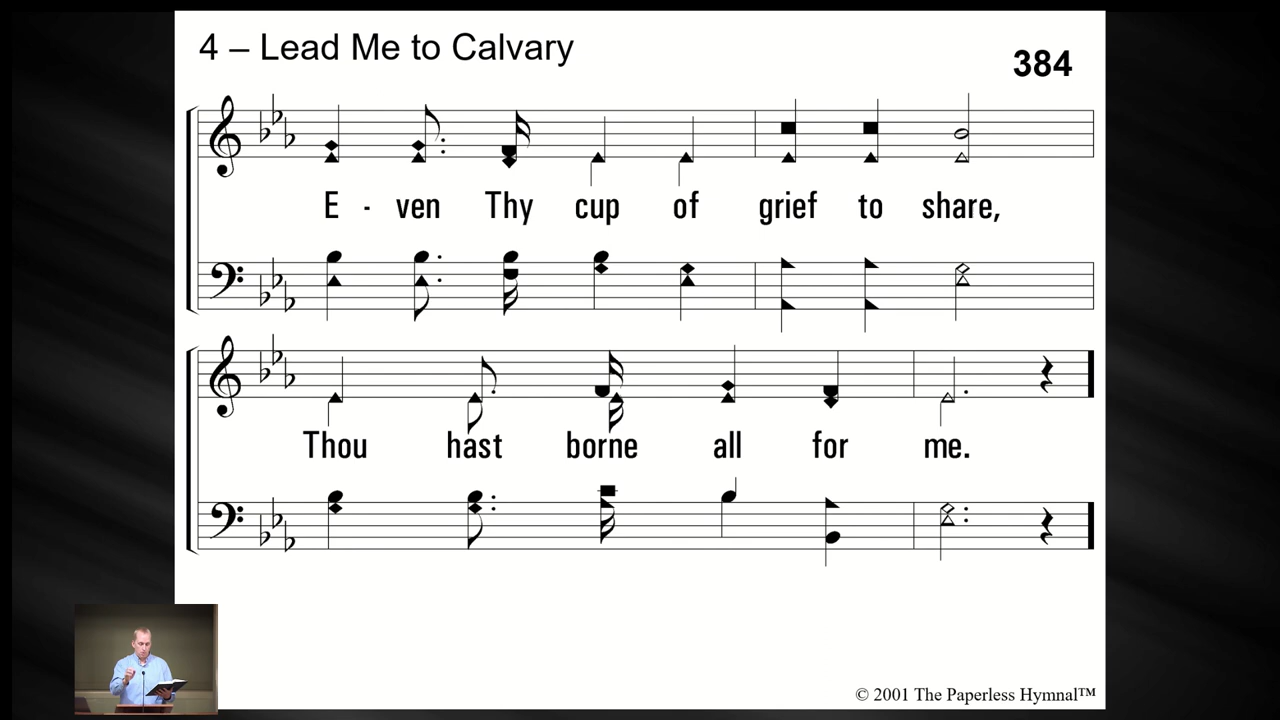 4 – Lead Me to Calvary
384
E - ven Thy cup of grief to share,
Thou hast borne all for me.
© 2001 The Paperless Hymnal™